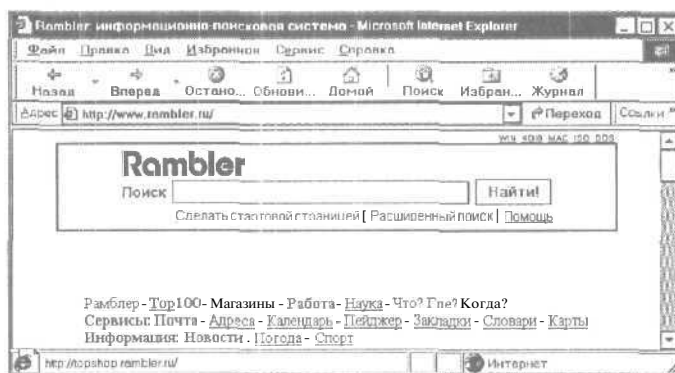 Rambler: информационно-поисковая система - Microsoft Internet Explorer
Файл Правка Вид Избранное Сервис Справка
Назад Вперед Остано... Обнови... Домой Поиск Избран... Журнал »
Адрес http://www.rambler.ru/ Переход Ссылки »
WIN KOI8 MAC ISO DOS
Rambler
Поиск Найти!
Сделать стартовой страницей [ Расширенный поиск | Помощь
Рамблер - Top100 - Магазины - Работа - Наука - Что? Где? Когда?
Сервисы: Почта - Адреса - Календарь - Пейджер - Закладки - Словари - Карты
Информация: Новости . Погода - Спорт
http://topshop.rambler.ru/ Интернет